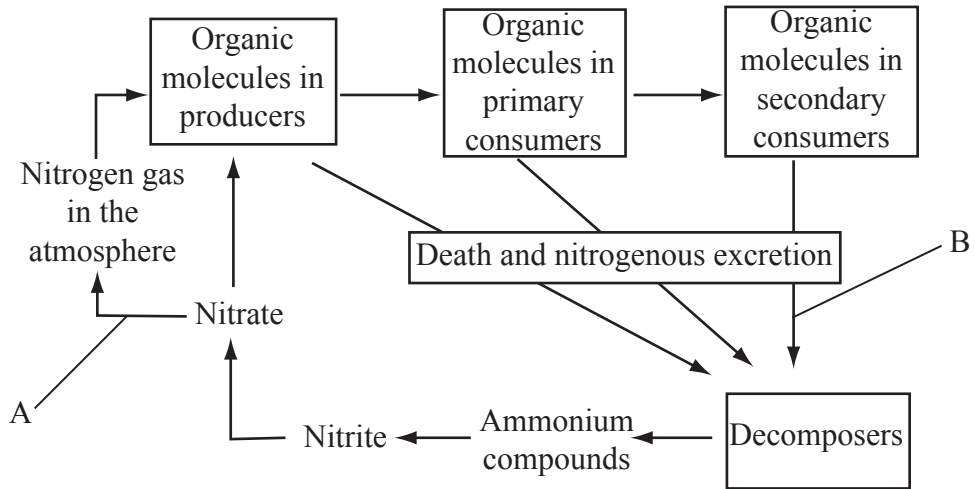 Organic
molecules in
producers
Organic
molecules in
primary
consumers
Organic
molecules in
secondary
consumers
Nitrogen gas
in the
atmosphere
Death and nitrogenous excretion
B
Nitrate
A
Nitrite
Ammonium
compounds
Decomposers